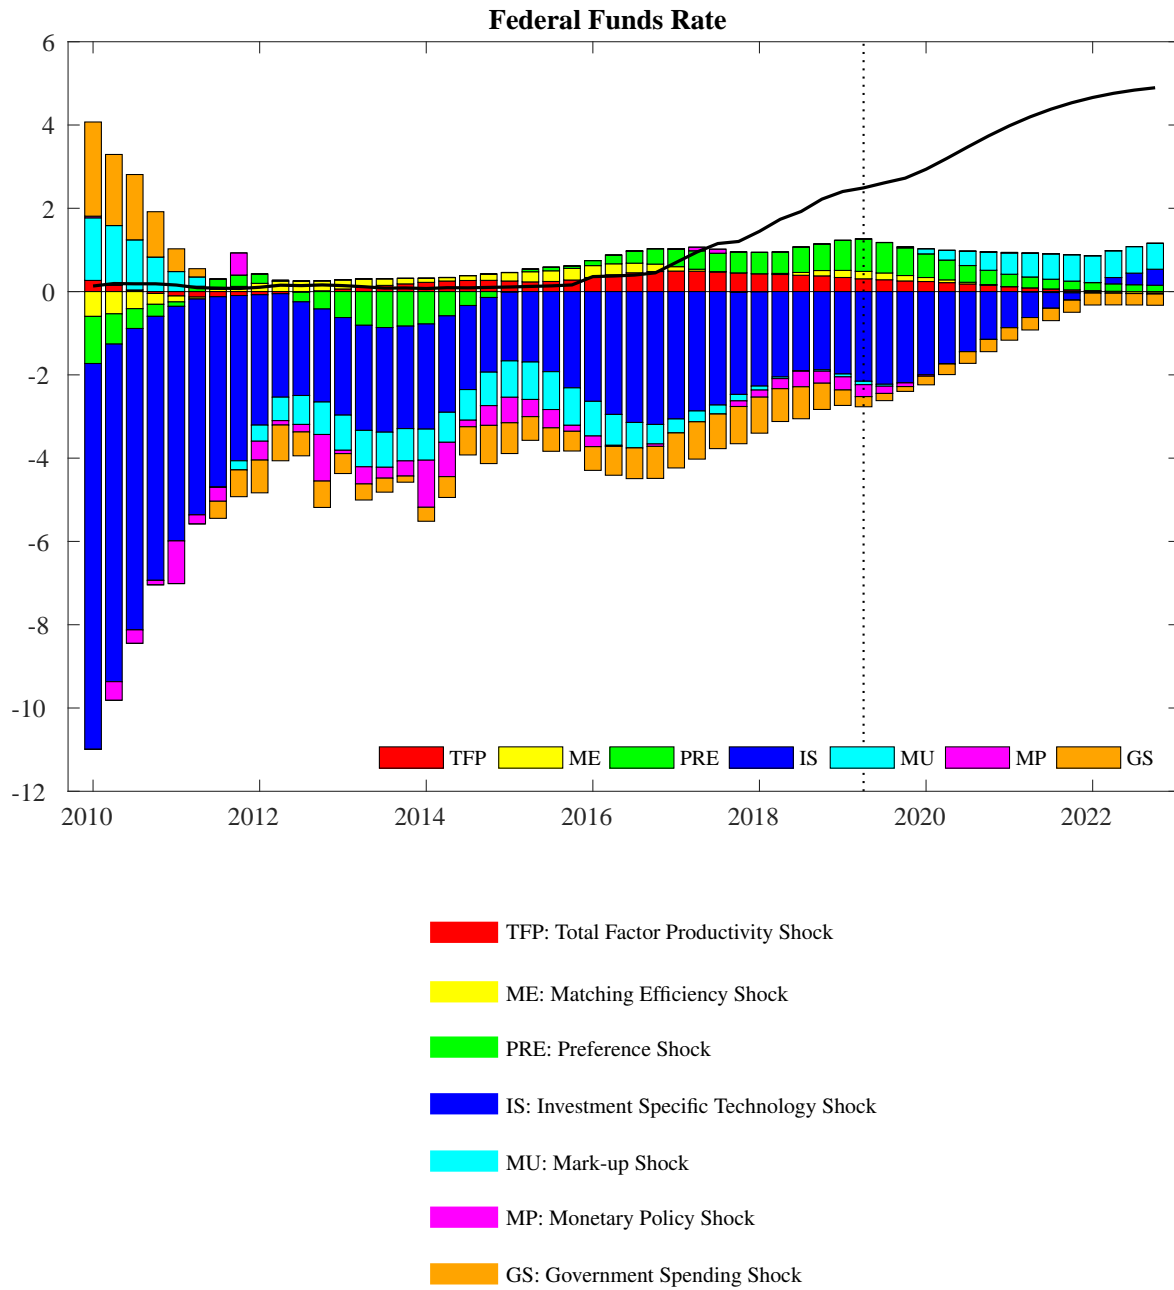 Federal Funds Rate
6
4
2
0
-2
-4
-6
-8
-10
-12
TFP ME PRE IS MU MP GS
2010 2012 2014 2016 2018 2020 2022
TFP: Total Factor Productivity Shock
ME: Matching Efficiency Shock
PRE: Preference Shock
IS: Investment Specific Technology Shock
MU: Mark-up Shock
MP: Monetary Policy Shock
GS: Government Spending Shock